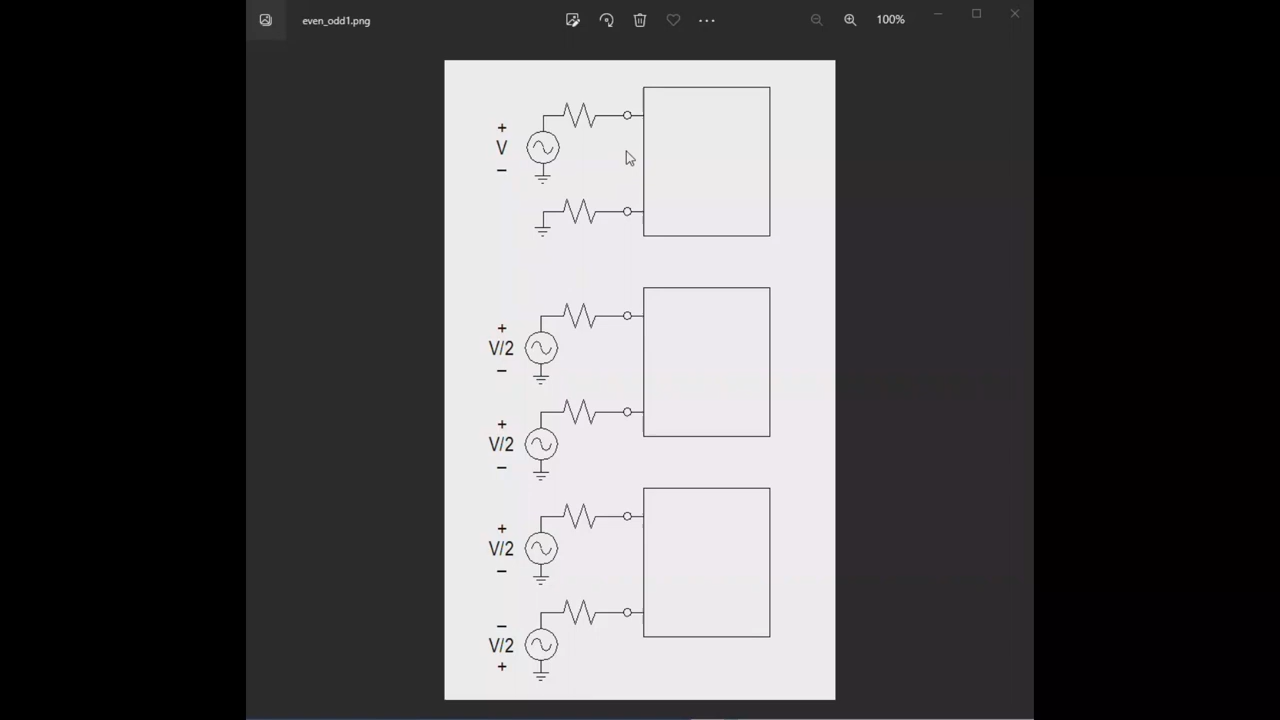 even_odd1.png
100%
+
V
−
+
V/2
−
+
V/2
−
+
V/2
−
−
V/2
+